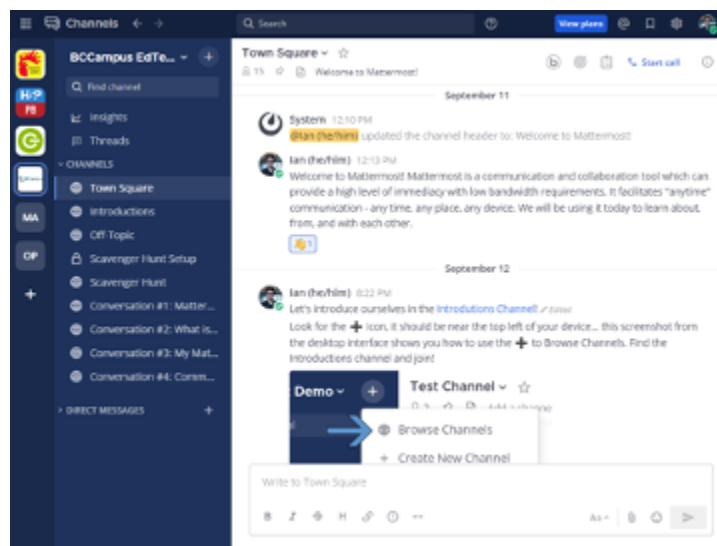 Channels
Search
View plans
BCCampus EdTe...
Find channel
Insights
Threads
CHANNELS
Town Square
Introductions
Off-Topic
Scavenger Hunt Setup
Scavenger Hunt
Conversation #1: Matter...
Conversation #2: What is...
Conversation #3: My Mat...
Conversation #4: Comm...
DIRECT MESSAGES
H5P
PB
MA
OP
Town Square
15 Welcome to Mattermost!
Start call
September 11
System 12:10 PM
@Ian (he/him) updated the channel header to: Welcome to Mattermost!
Ian (he/him) 12:13 PM
Welcome to Mattermost! Mattermost is a communication and collaboration tool which can
provide a high level of immediacy with low bandwidth requirements. It facilitates "anytime"
communication - any time, any place, any device. We will be using it today to learn about,
from, and with each other.
1
September 12
Ian (he/him) 8:22 PM
Let's introduce ourselves in the Introdutions Channel! Edited
Look for the ➕ icon, it should be near the top left of your device... this screenshot from
the desktop interface shows you how to use the ➕ to Browse Channels. Find the
Introductions channel and join!
Demo
Test Channel
Browse Channels
Create New Channel
Write to Town Square
B I H
Aa